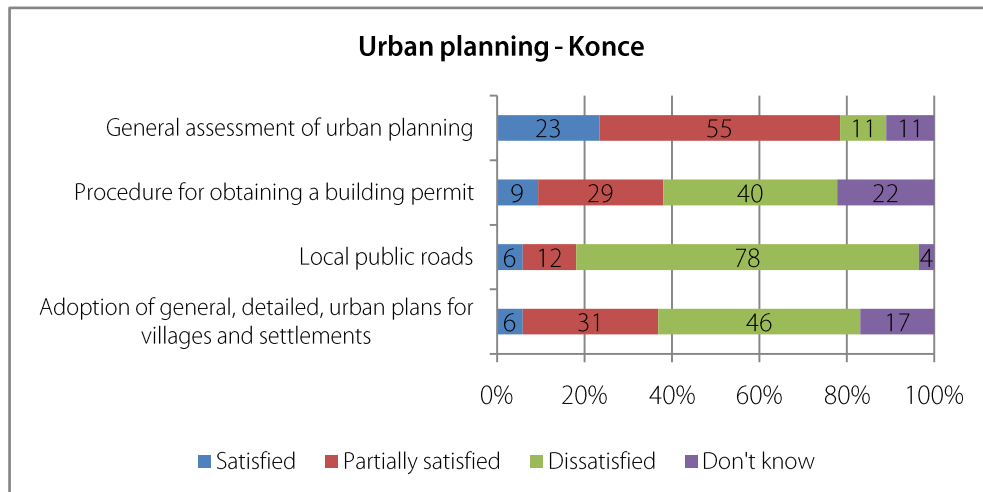 Urban planning - Konce
General assessment of urban planning
23 55 11 11
Procedure for obtaining a building permit
9 29 40 22
Local public roads
6 12 78 4
Adoption of general, detailed, urban plans for
villages and settlements
6 31 46 17
0% 20% 40% 60% 80% 100%
Satisfied Partially satisfied Dissatisfied Don't know